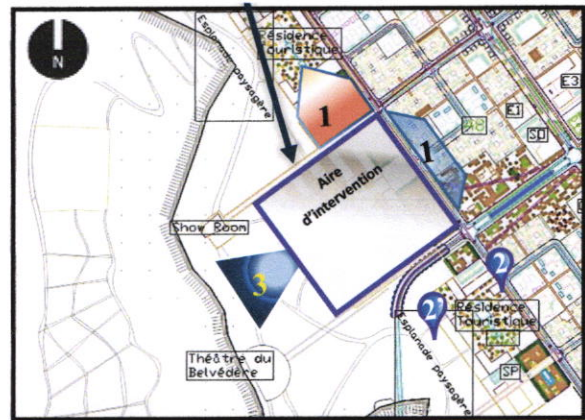 N
Esplanade paysagère
Résidence
Touristique
1
1
E1
E3
SD
Aire
d'intervention
Show Room
3
2
2
Résidence
Touristique
Esplanade paysagère
Théâtre du
Belvédère
SP